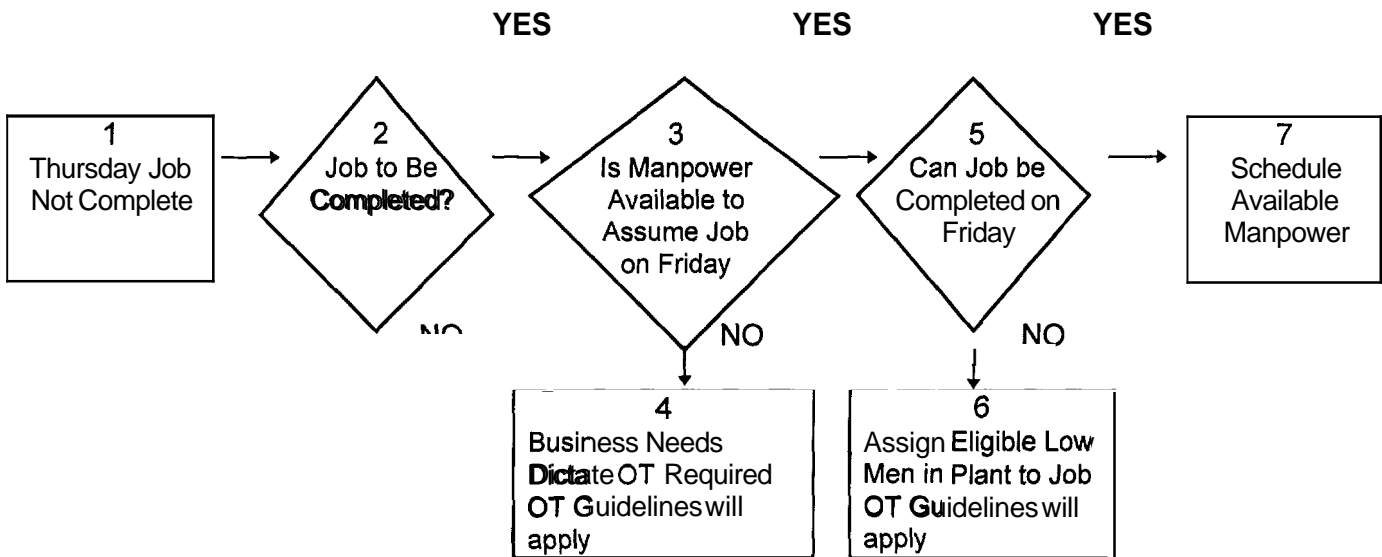 YES
YES
YES
1
Thursday Job
Not Complete
2
Job to Be
Completed?
NO
3
Is Manpower
Available to
Assume Job
on Friday
NO
5
Can Job be
Completed on
Friday
NO
7
Schedule
Available
Manpower
4
Business Needs
Dictate OT Required
OT Guidelines will
apply
6
Assign Eligible Low
Men in Plant to Job
OT Guidelines will
apply